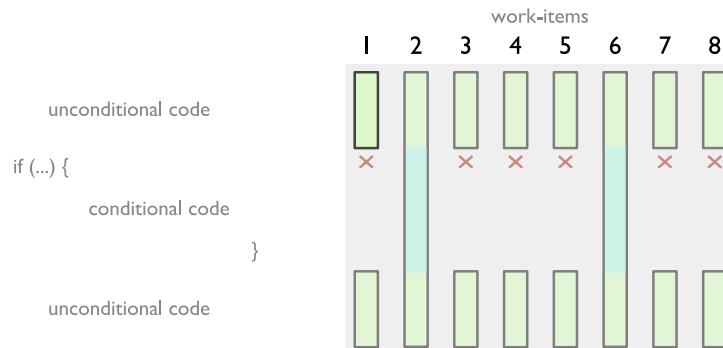 work-items
1 2 3 4 5 6 7 8
unconditional code
if (...) {
conditional code
}
unconditional code